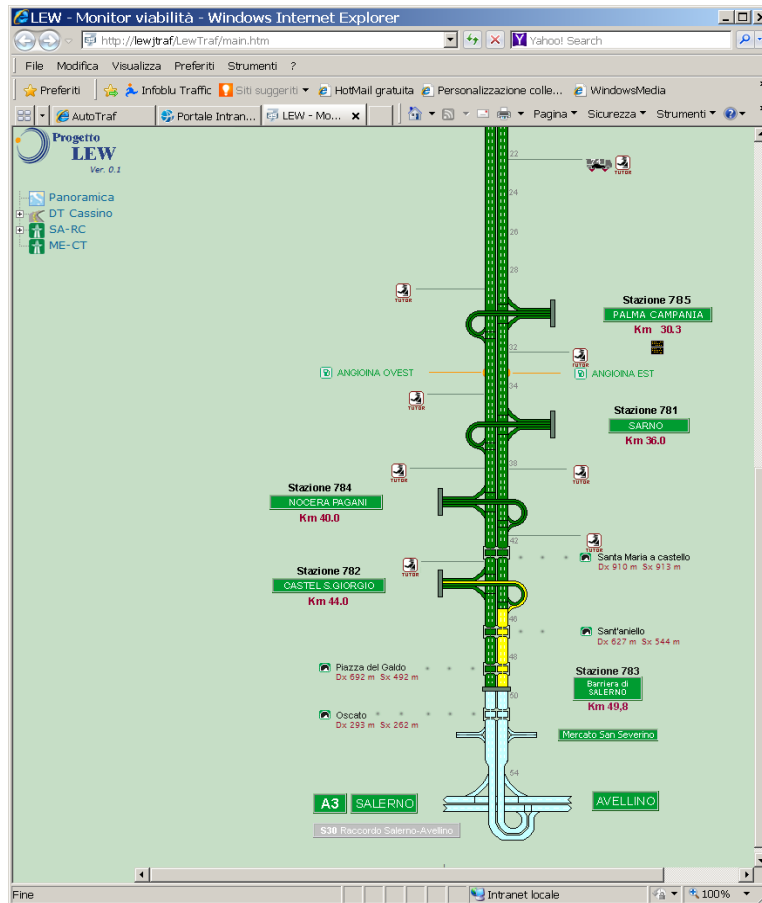 LEW - Monitor viabilità - Windows Internet Explorer
http://lewjtraf/LewTraf/main.htm
Yahoo! Search
File Modifica Visualizza Preferiti Strumenti ?
Preferiti Infoblu Traffic Siti suggeriti HotMail gratuita Personalizzazione colle... WindowsMedia
AutoTraf Portale Intran... LEW - Mo... x Pagina Sicurezza Strumenti
Progetto
LEW
Ver. 0.1
Panoramica
DT Cassino
SA-RC
ME-CT
22
TUTOR
24
26
28
TUTOR
Stazione 785
PALMA CAMPANIA
Km 30.3
32
TUTOR
ANGIOINA OVEST
ANGIOINA EST
34
TUTOR
Stazione 781
SARNO
Km 36.0
38
TUTOR
TUTOR
Stazione 784
NOCERA PAGANI
Km 40.0
42
TUTOR
Santa Maria a castello
Dx 910 m Sx 913 m
TUTOR
Stazione 782
CASTEL S.GIORGIO
Km 44.0
46
Sant'aniello
Dx 627 m Sx 544 m
48
Piazza del Galdo
Dx 692 m Sx 492 m
Stazione 783
Barriera di
SALERNO
Km 49,8
50
Oscato
Dx 293 m Sx 262 m
Mercato San Severino
54
A3 SALERNO
AVELLINO
S30 Raccordo Salerno-Avellino
Fine Intranet locale 100%